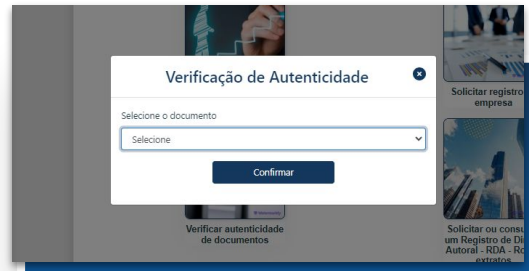 Verificação de Autenticidade
Selecione o documento
Selecione
Confirmar
Verificar autenticidade
de documentos
Solicitar registro
empresa
Solicitar ou consu
um Registro de Di
Autoral - RDA - Ro
extratos